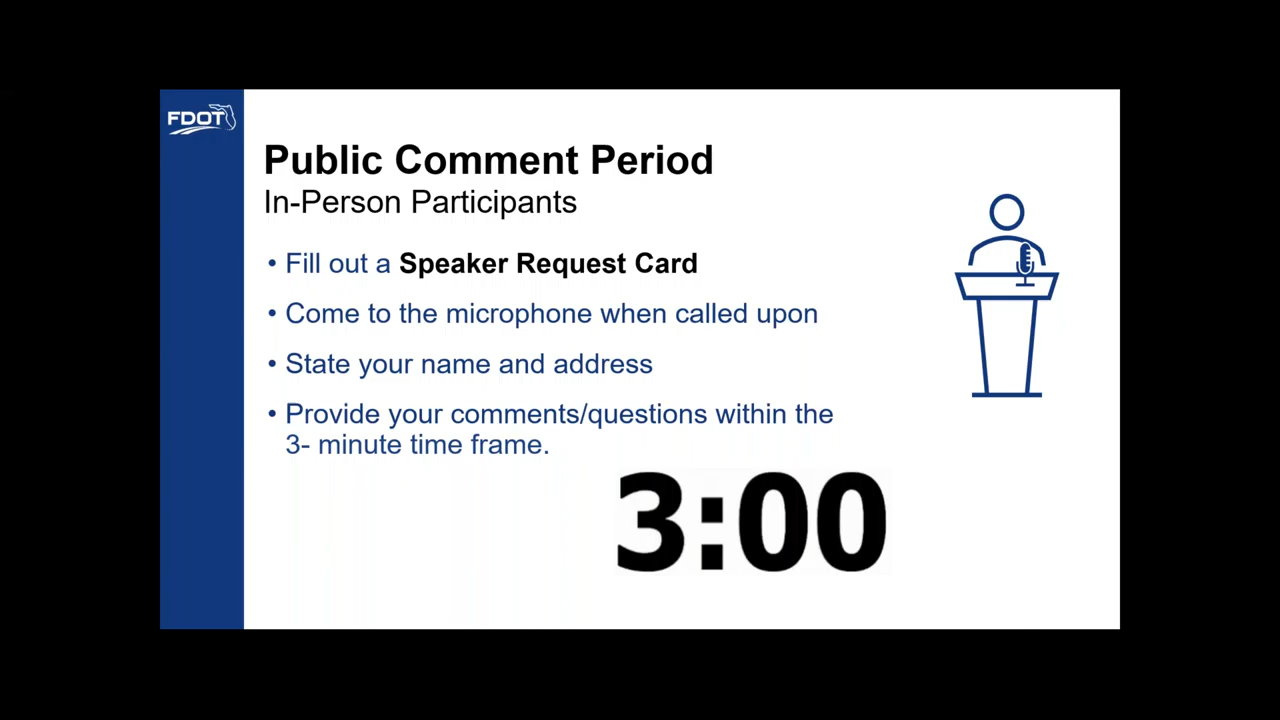 FDOT
Public Comment Period
In-Person Participants
• Fill out a Speaker Request Card
• Come to the microphone when called upon
• State your name and address
• Provide your comments/questions within the
3- minute time frame.
3:00